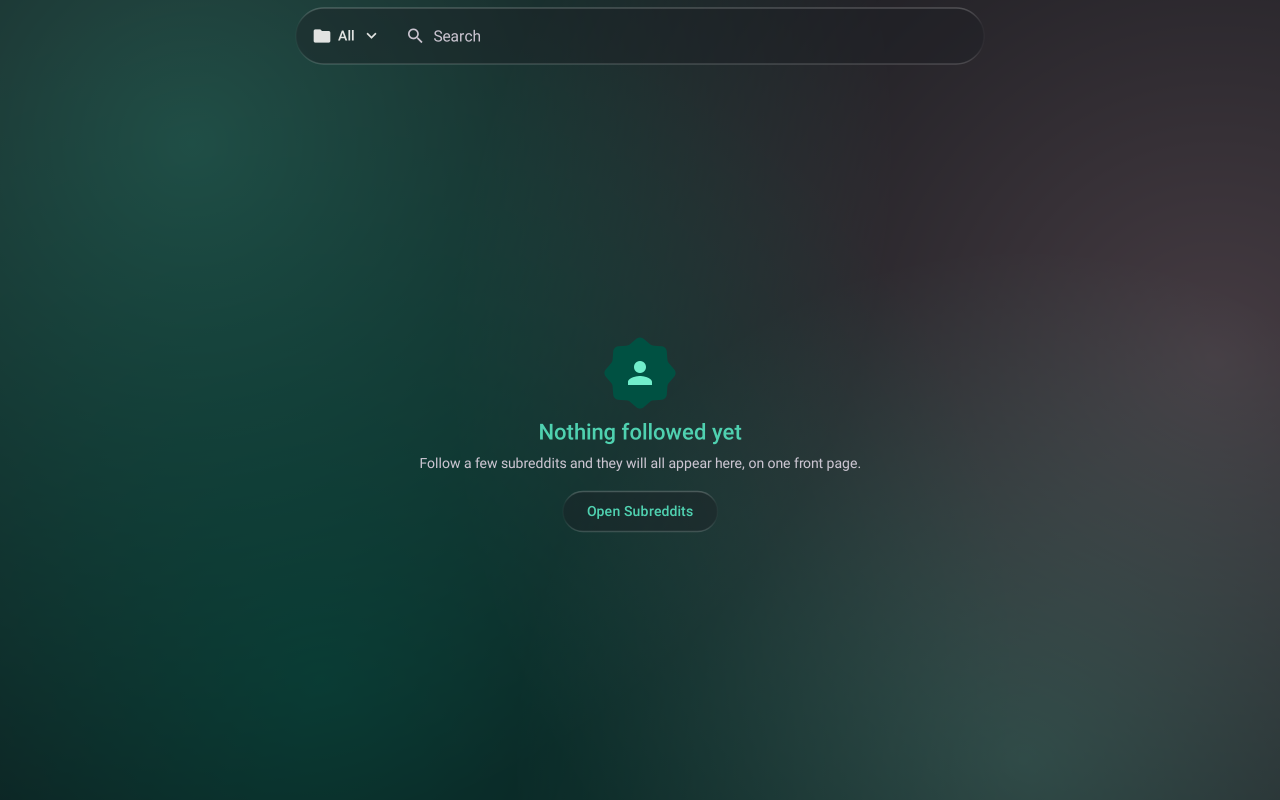 All
Search
Nothing followed yet
Follow a few subreddits and they will all appear here, on one front page.
Open Subreddits